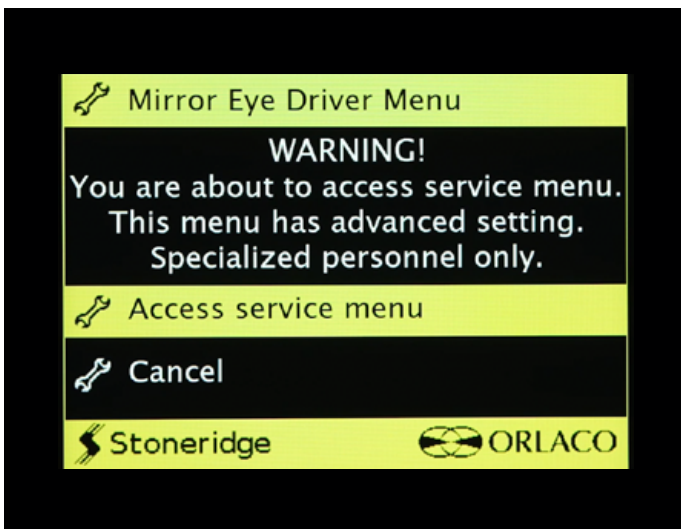 Mirror Eye Driver Menu
WARNING!
You are about to access service menu.
This menu has advanced setting.
Specialized personnel only.
Access service menu
Cancel
Stoneridge ORLACO